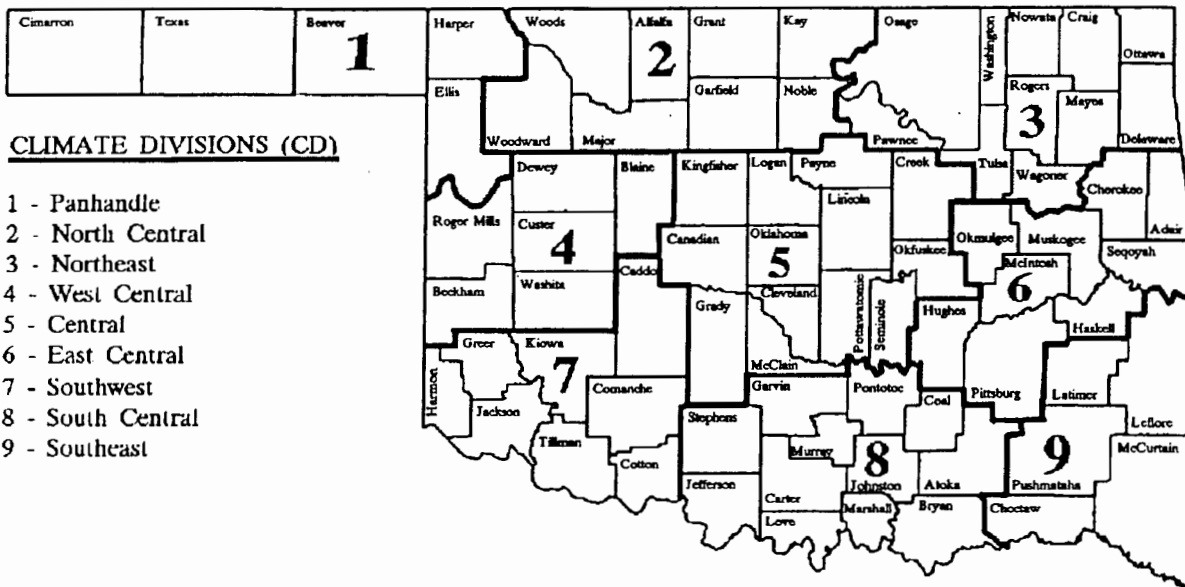 Cimarron
Texas
Beaver
Harper
Woods
Alfalfa
Grant
Kay
Osage
Washington
Nowata
Craig
Ottawa
1
2
Ellis
Garfield
Noble
Rogers
Mayes
3
CLIMATE DIVISIONS (CD)
Woodward
Major
Pawnee
Delaware
Dewey
Blaine
Kingfisher
Logan
Payne
Creek
Tulsa
Wagoner
Cherokee
1 - Panhandle
2 - North Central
3 - Northeast
4 - West Central
5 - Central
6 - East Central
7 - Southwest
8 - South Central
9 - Southeast
Roger Mills
Custer
4
Canadian
Oklahoma
5
Lincoln
Okfuskee
Okmulgee
Muskogee
Adair
Seqoyah
McIntosh
6
Beckham
Washita
Caddo
Grady
Cleveland
Pottawatomie
Seminole
Hughes
Haskell
Greer
Kiowa
7
McClain
Harmon
Jackson
Comanche
Garvin
Pontotoc
Coal
Pittsburg
Latimer
Stephens
Leflore
Tillman
Cotton
Murray
8
9
McCurtain
Jefferson
Johnston
Atoka
Pushmataha
Carter
Marshall
Bryan
Choctaw
Love